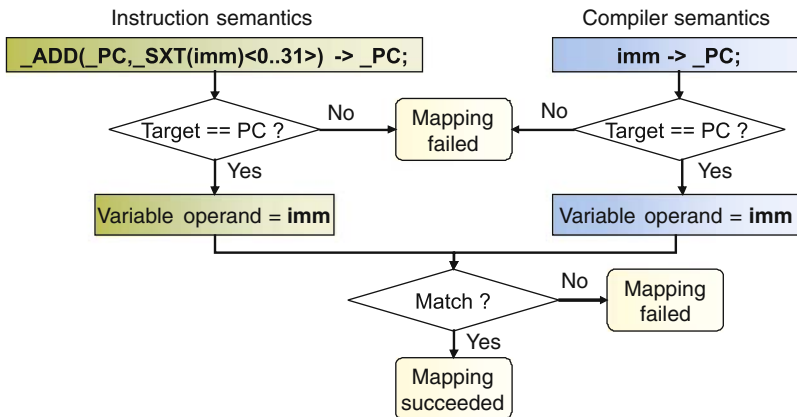 Instruction semantics
Compiler semantics
_ADD(_PC,_SXT(imm)<0..31>) -> _PC;
imm -> _PC;
Target == PC ?
No
Mapping
failed
No
Target == PC ?
Yes
Yes
Variable operand = imm
Variable operand = imm
Match ?
No
Mapping
failed
Yes
Mapping
succeeded